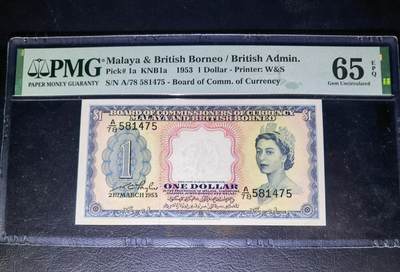 PMG
PAPER MONEY GUARANTY
Malaya & British Borneo / British Admin.
Pick# 1a KNB1a 1953 1 Dollar - Printer: W&S
S/N A/78 581475 - Board of Comm. of Currency
65 EPQ
Gem Uncirculated
BOARD OF COMMISSIONERS OF CURRENCY
MALAYA AND BRITISH BORNEO
A/78 581475
1
ONE DOLLAR
A/78 581475
21ST MARCH 1953